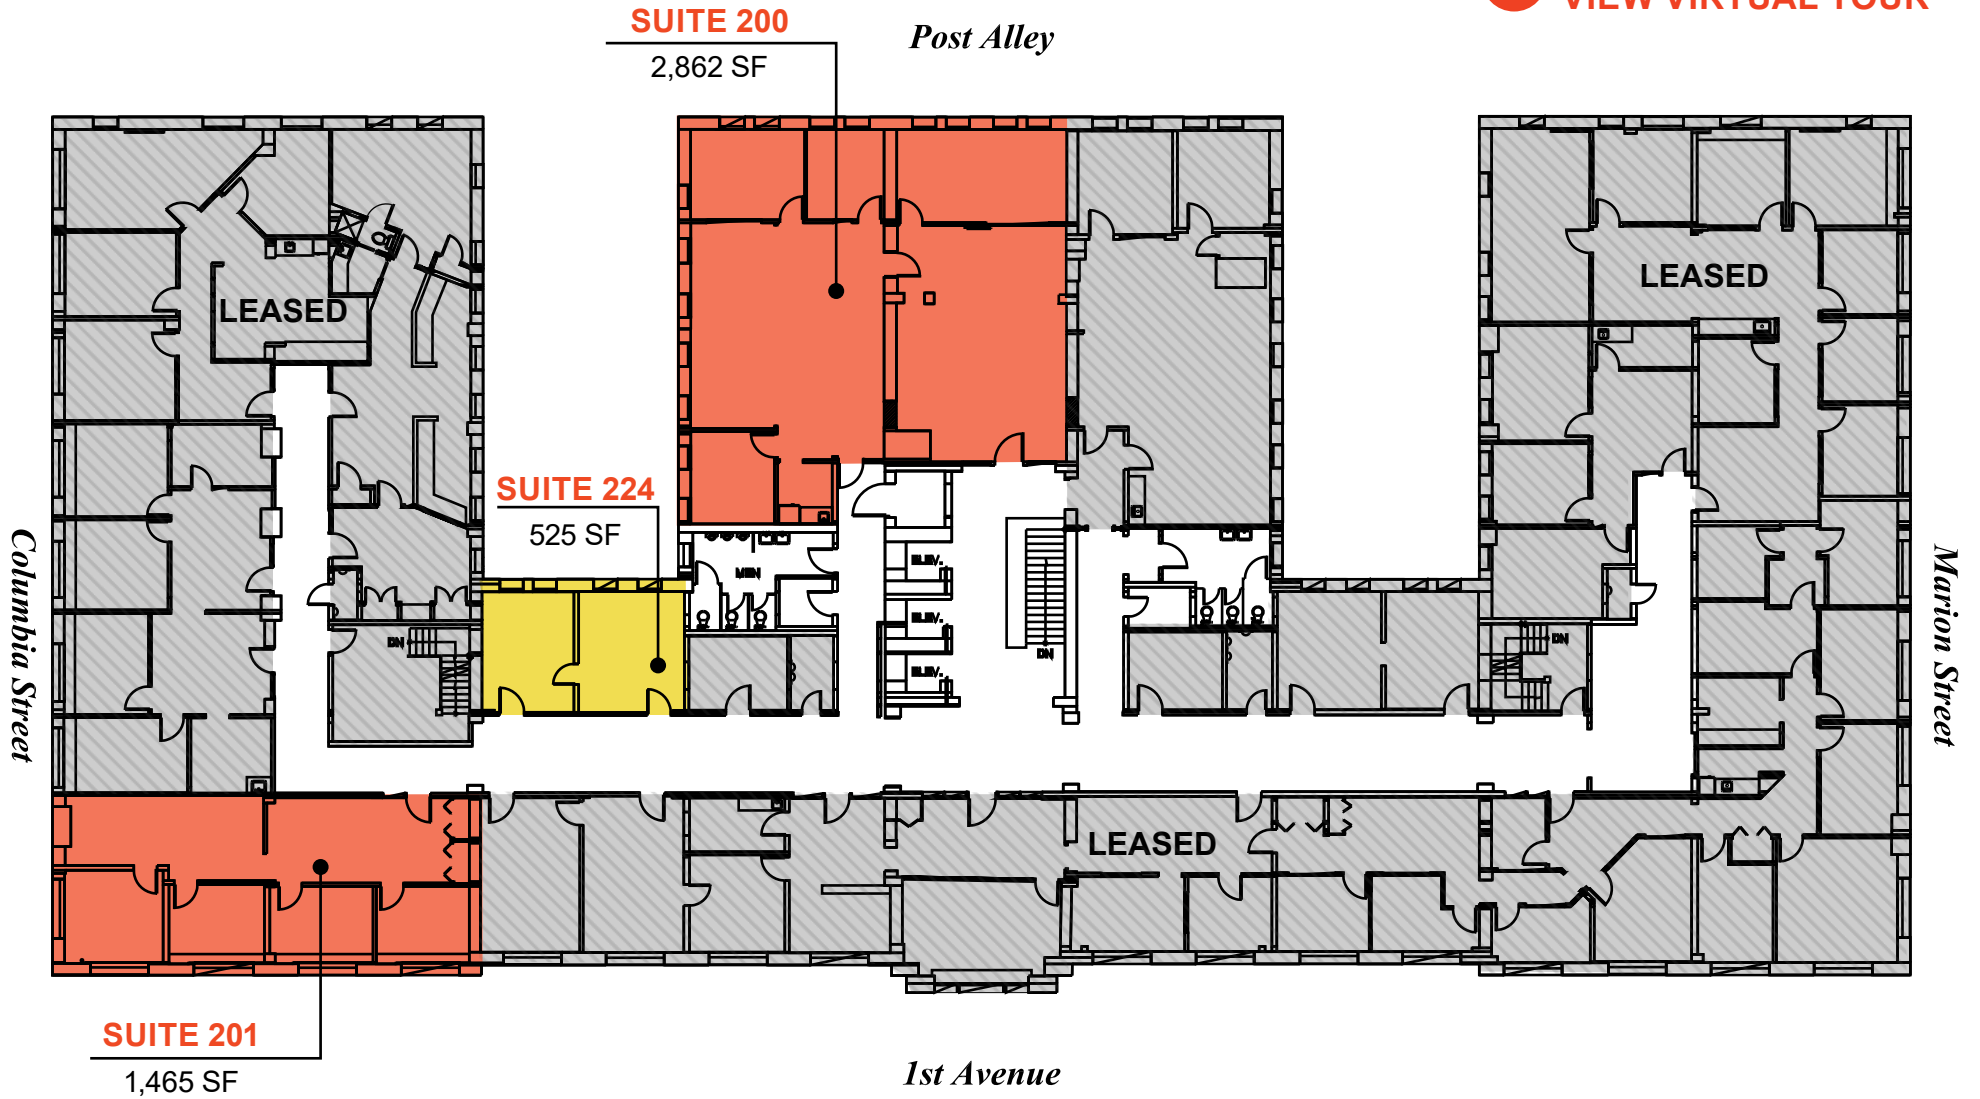 VIEW VIRTUAL TOUR
SUITE 200
2,862 SF
Post Alley
LEASED
LEASED
SUITE 224
525 SF
Columbia Street
Marion Street
MEN
ELEV.
ELEV.
ELEV.
DN
DN
DN
LEASED
SUITE 201
1,465 SF
1st Avenue